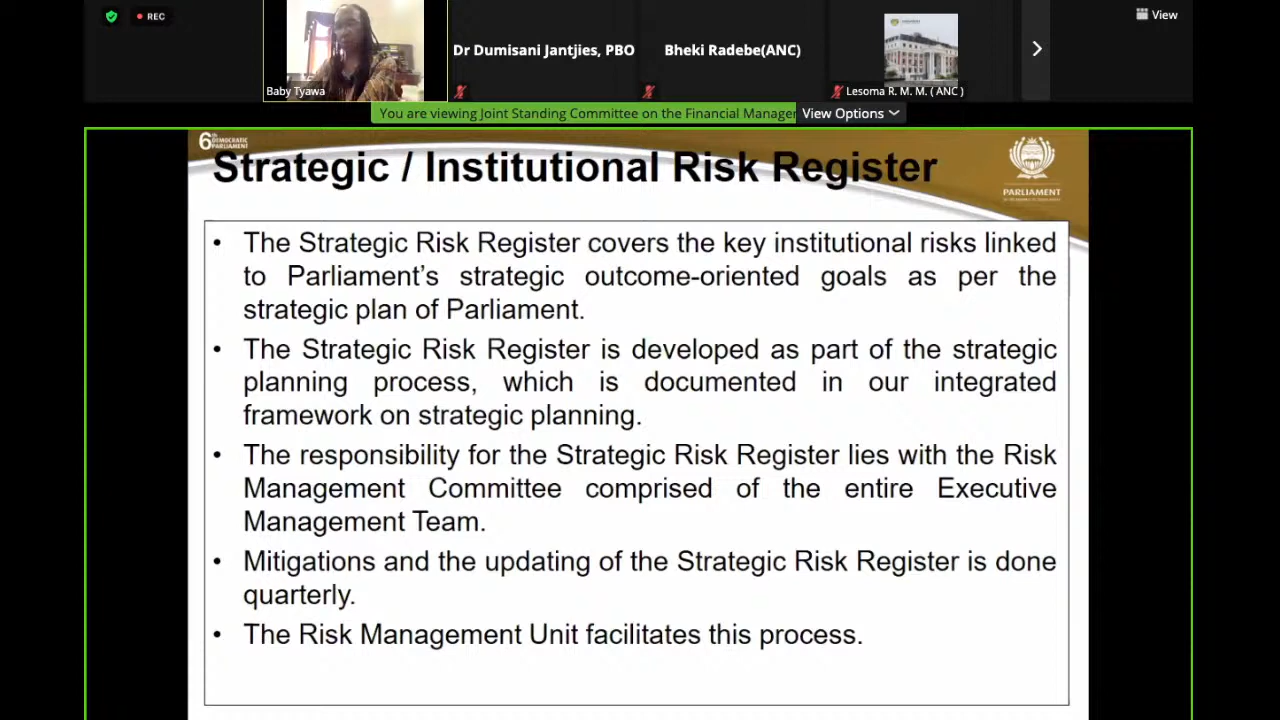 REC
View
Dr Dumisani Jantjies, PBO
Bheki Radebe(ANC)
Baby Tyawa
Lesoma R. M. M. ( ANC )
You are viewing Joint Standing Committee on the Financial Manager
View Options
6th DEMOCRATIC
PARLIAMENT
Strategic / Institutional Risk Register
PARLIAMENT
• The Strategic Risk Register covers the key institutional risks linked
to Parliament’s strategic outcome-oriented goals as per the
strategic plan of Parliament.
• The Strategic Risk Register is developed as part of the strategic
planning process, which is documented in our integrated
framework on strategic planning.
• The responsibility for the Strategic Risk Register lies with the Risk
Management Committee comprised of the entire Executive
Management Team.
• Mitigations and the updating of the Strategic Risk Register is done
quarterly.
• The Risk Management Unit facilitates this process.